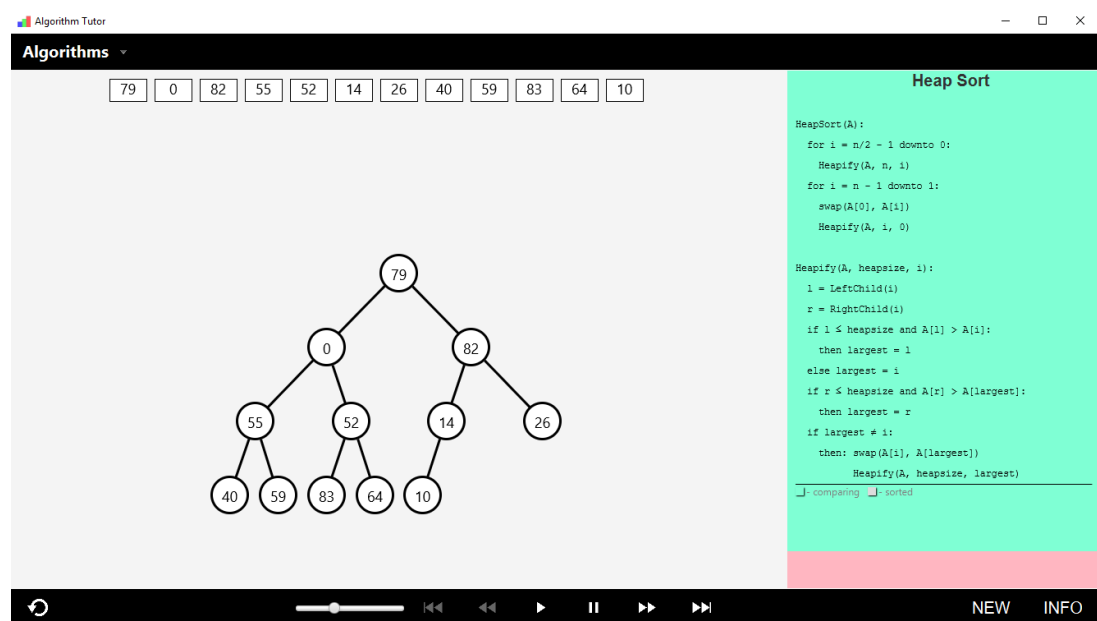 Algorithm Tutor
Algorithms
79 0 82 55 52 14 26 40 59 83 64 10
79
0 82
55 52 14 26
40 59 83 64 10
Heap Sort
HeapSort(A):
for i = n/2 - 1 downto 0:
Heapify(A, n, i)
for i = n - 1 downto 1:
swap(A[0], A[i])
Heapify(A, i, 0)
Heapify(A, heapsize, i):
l = LeftChild(i)
r = RightChild(i)
if l ≤ heapsize and A[l] > A[i]:
then largest = l
else largest = i
if r ≤ heapsize and A[r] > A[largest]:
then largest = r
if largest ≠ i:
then: swap(A[i], A[largest])
Heapify(A, heapsize, largest)
- comparing - sorted
NEW INFO